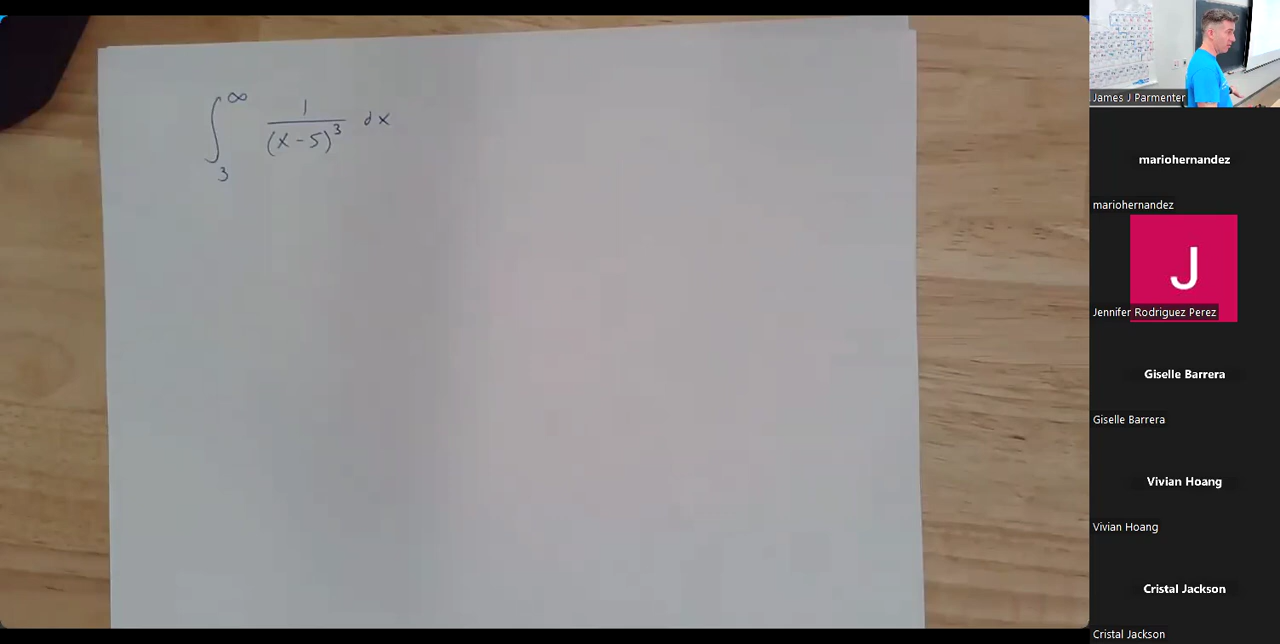 ∫₃^∞ 1/(x-5)³ dx
James J Parmenter
mariohernandez
mariohernandez
J
Jennifer Rodriguez Perez
Giselle Barrera
Giselle Barrera
Vivian Hoang
Vivian Hoang
Cristal Jackson
Cristal Jackson